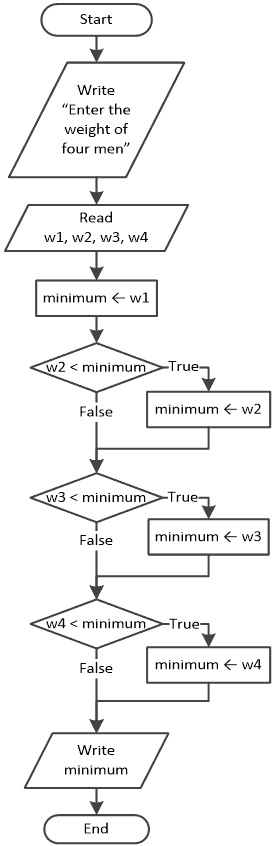 Start
Write
“Enter the
weight of
four men”
Read
w1, w2, w3, w4
minimum ← w1
w2 < minimum
True
False
minimum ← w2
w3 < minimum
True
False
minimum ← w3
w4 < minimum
True
False
minimum ← w4
Write
minimum
End